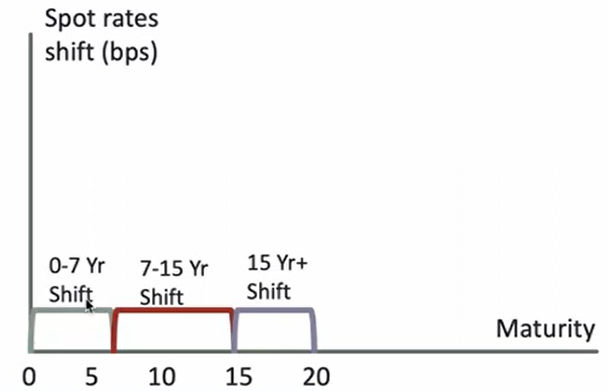 Spot rates
shift (bps)
0-7 Yr
Shift
7-15 Yr
Shift
15 Yr+
Shift
Maturity
0 5 10 15 20